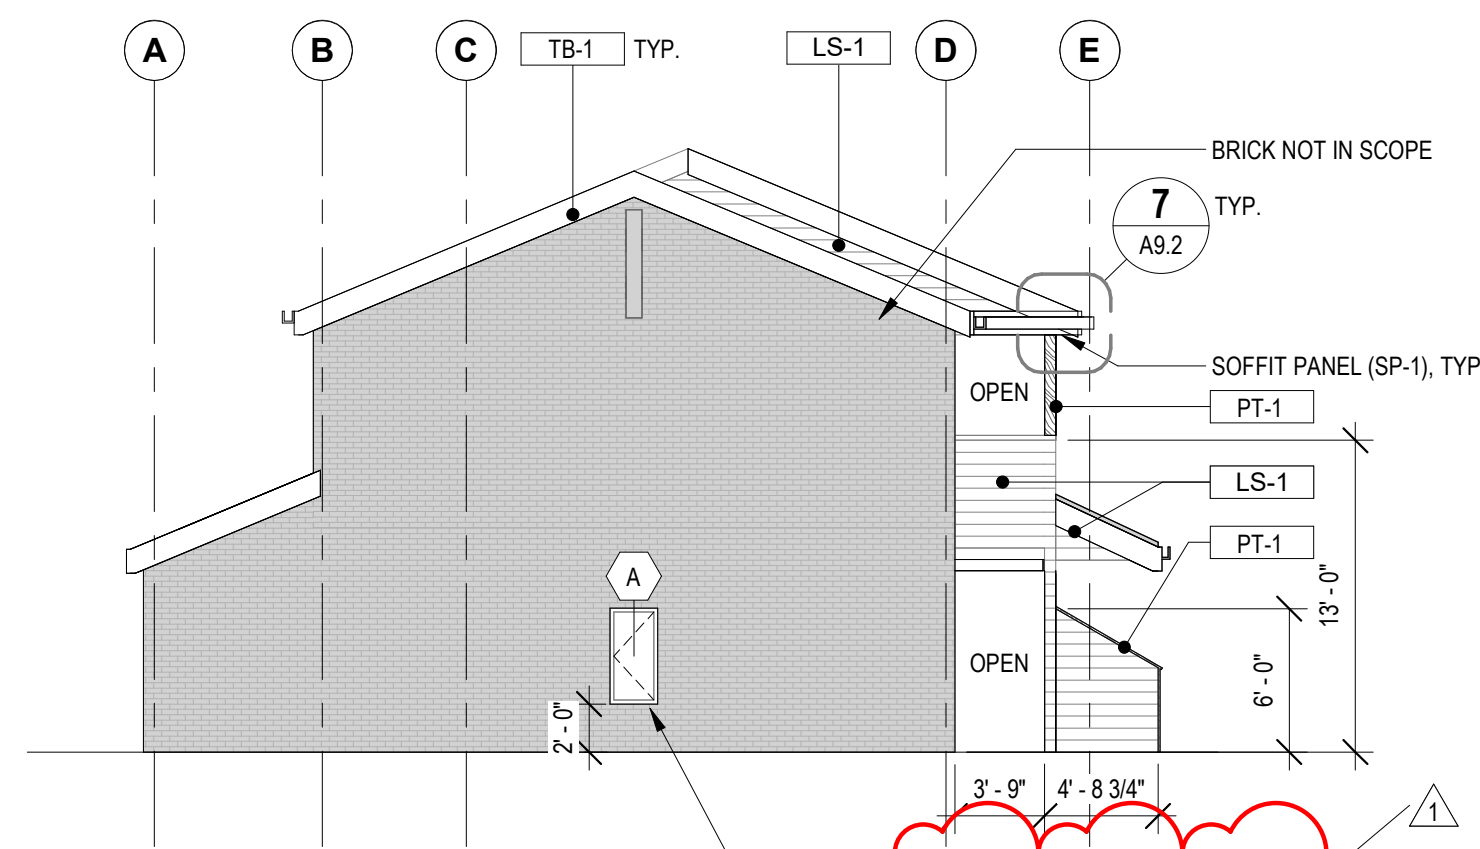 A
B
C
TB-1
TYP.
LS-1
D
E
BRICK NOT IN SCOPE
7
A9.2
TYP.
SOFFIT PANEL (SP-1), TYP
OPEN
PT-1
LS-1
PT-1
A
OPEN
13' - 0"
6' - 0"
2' - 0"
3' - 9"
4' - 8 3/4"
1